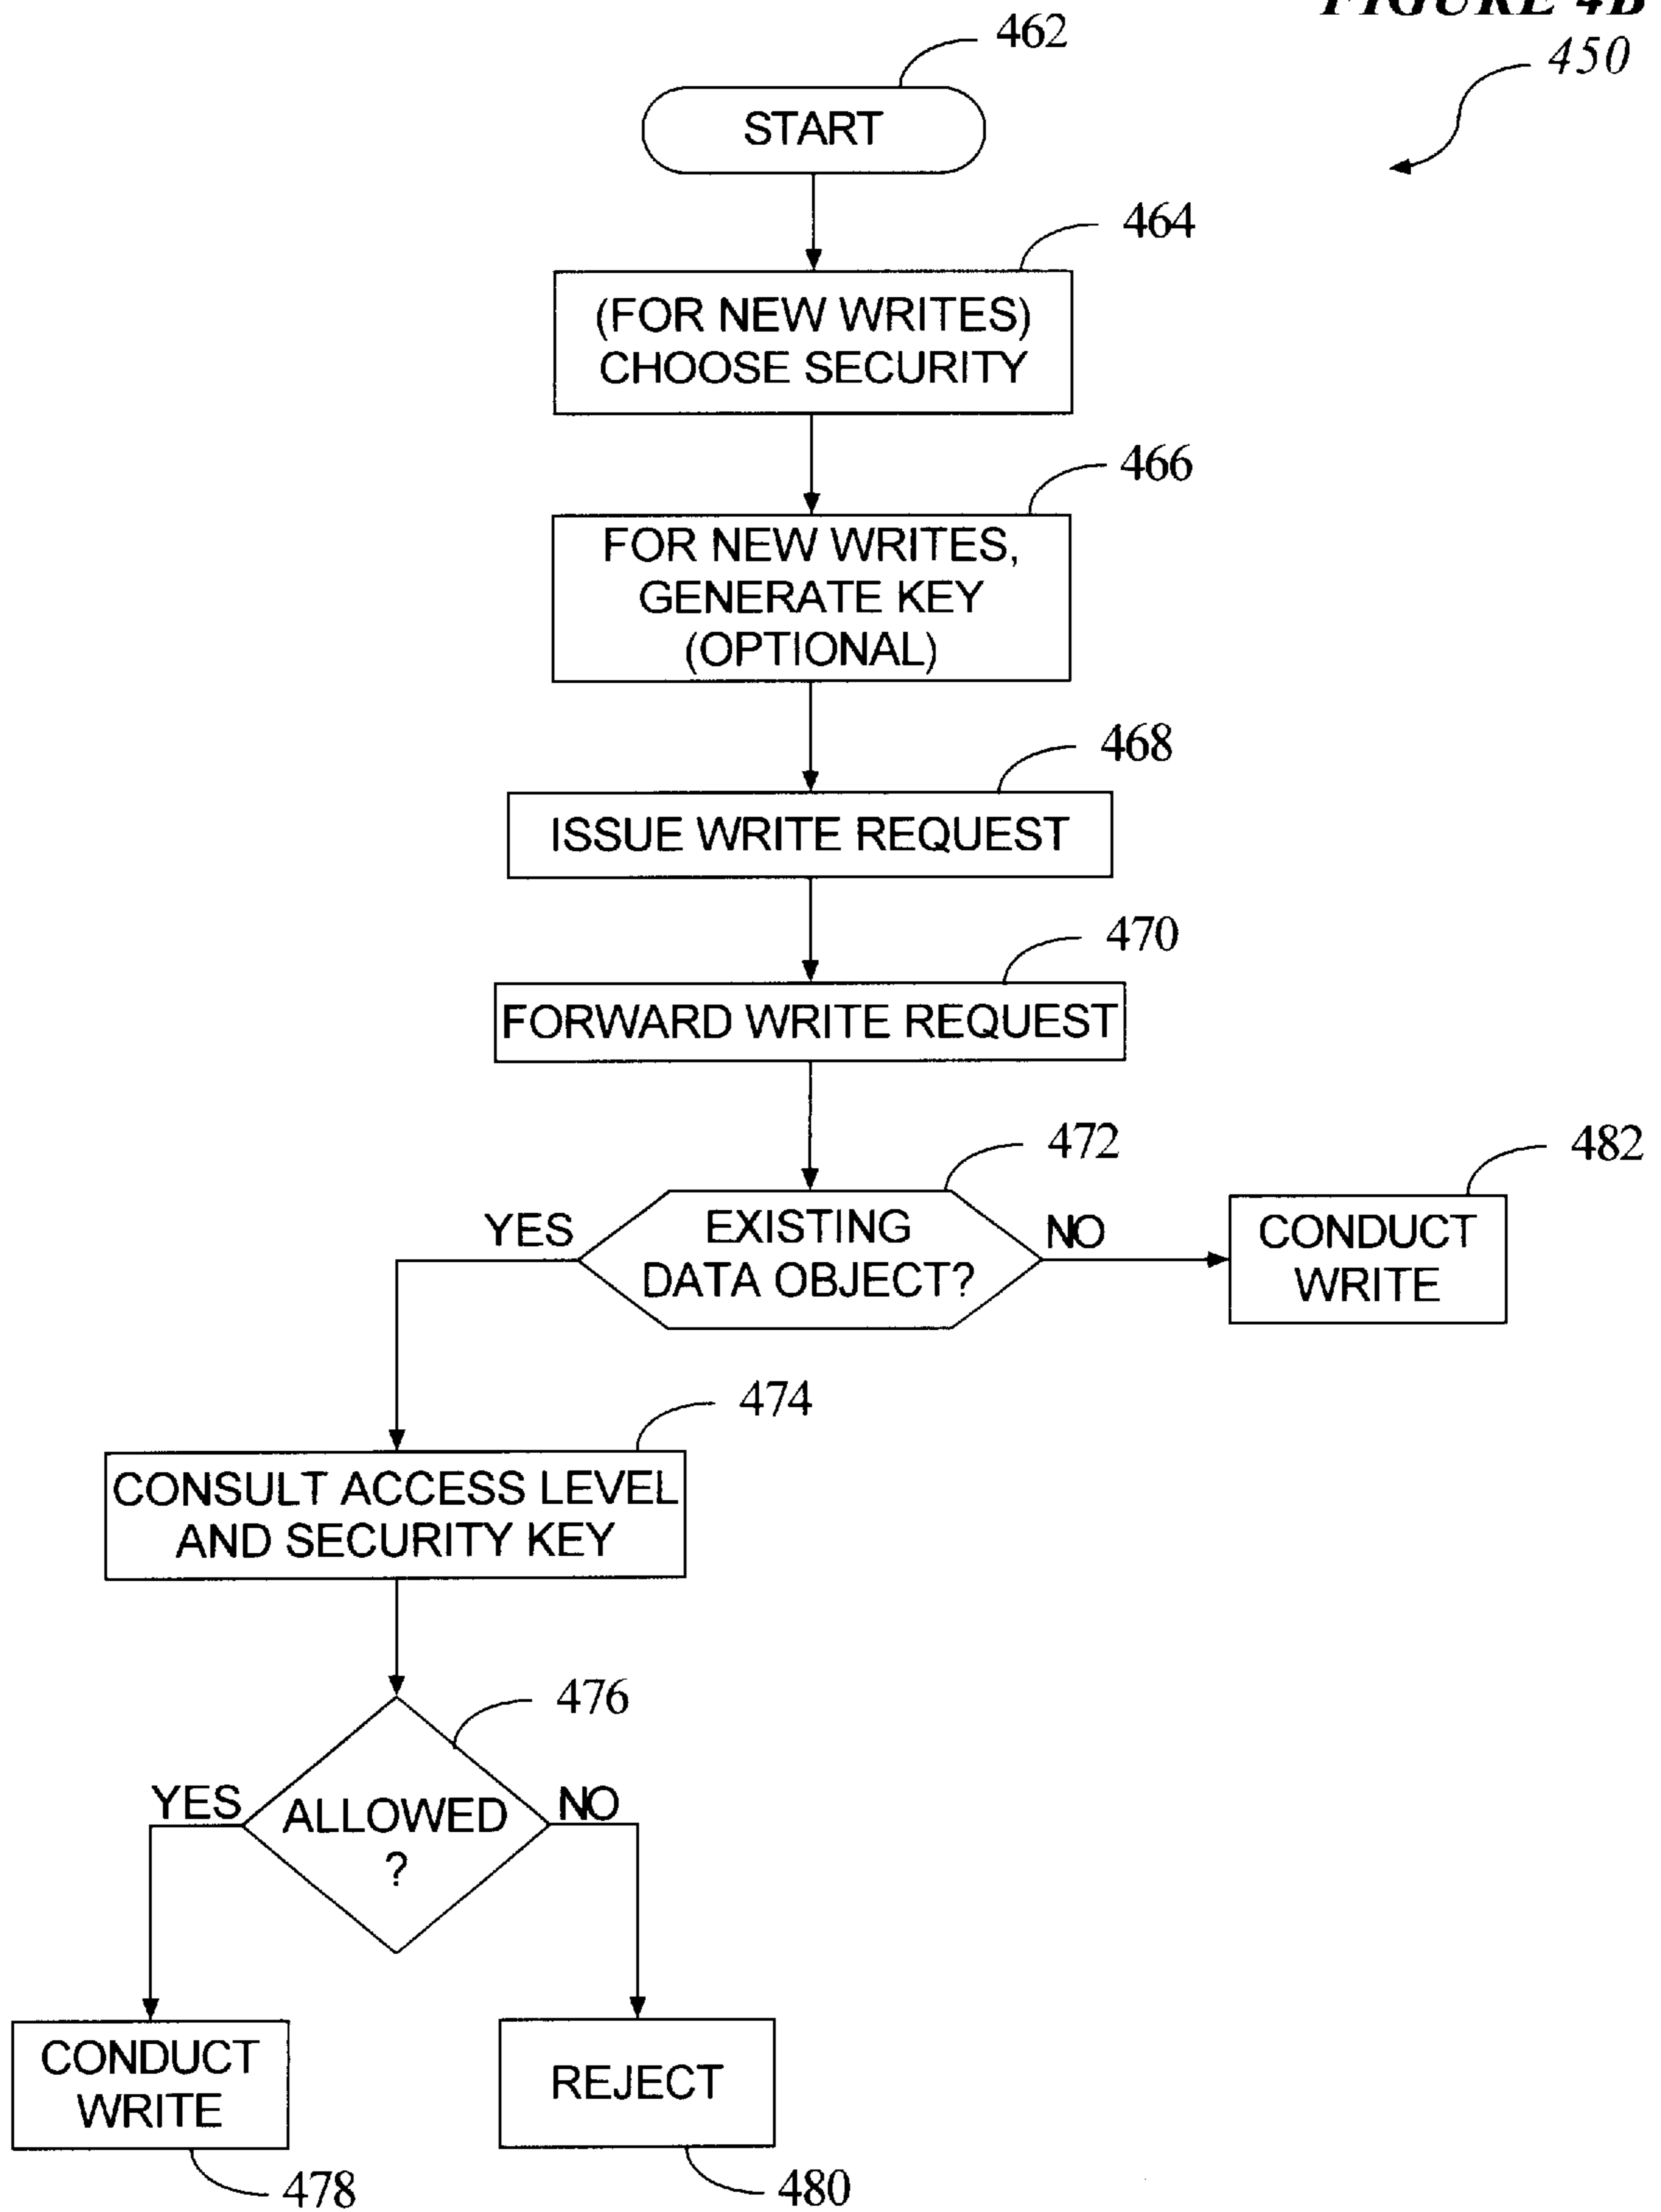 FIGURE 4B
450
462
START
464
(FOR NEW WRITES)
CHOOSE SECURITY
466
FOR NEW WRITES,
GENERATE KEY
(OPTIONAL)
468
ISSUE WRITE REQUEST
470
FORWARD WRITE REQUEST
472
482
YES
EXISTING
DATA OBJECT?
NO
CONDUCT
WRITE
474
CONSULT ACCESS LEVEL
AND SECURITY KEY
476
YES
ALLOWED
?
NO
CONDUCT
WRITE
REJECT
478
480